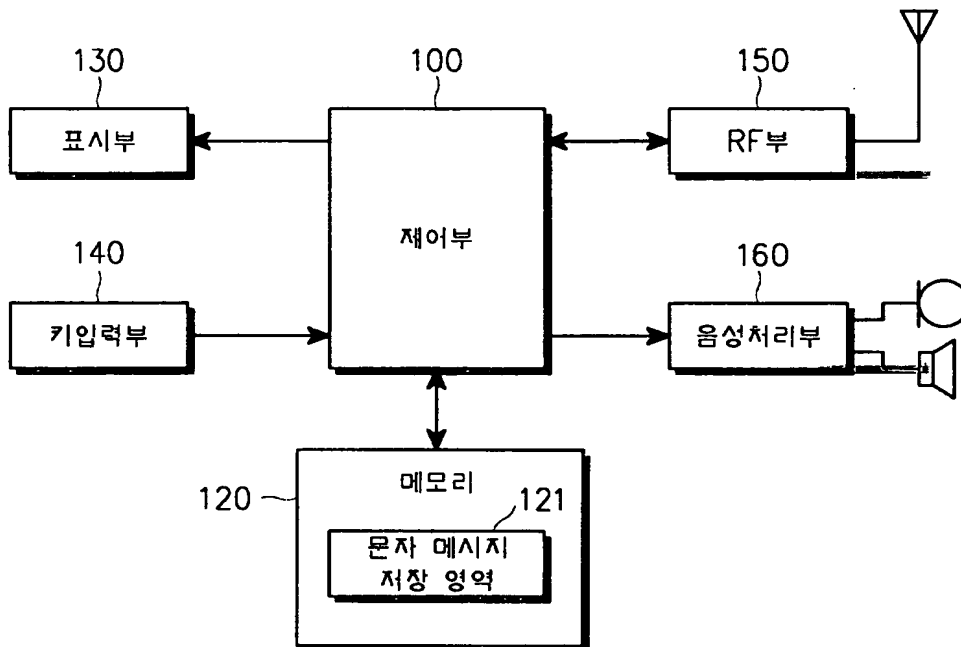 130
100
150
표시부
RF부
제어부
140
160
키입력부
음성처리부
120
메모리
121
문자 메시지
저장 영역